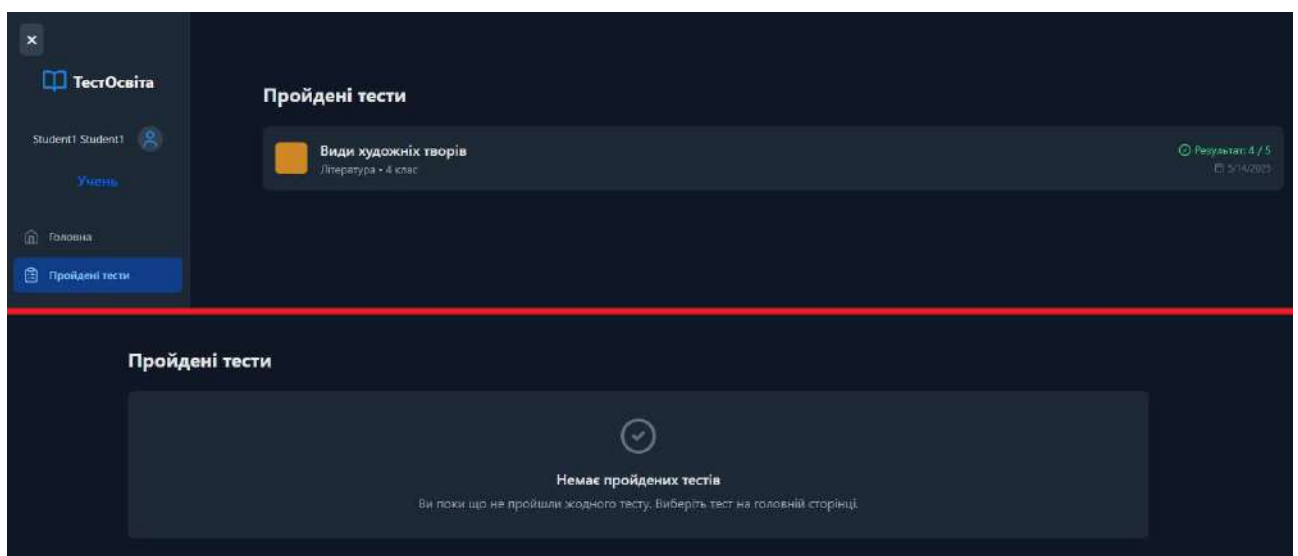 ×
ТестОсвіта
Student1 Student1
Учень
Головна
Пройдені тести
Пройдені тести
Види художніх творів
Література • 4 клас
Результат: 4 / 5
5/14/2025
Пройдені тести
Немає пройдених тестів
Ви поки що не пройшли жодного тесту. Виберіть тест на головній сторінці.